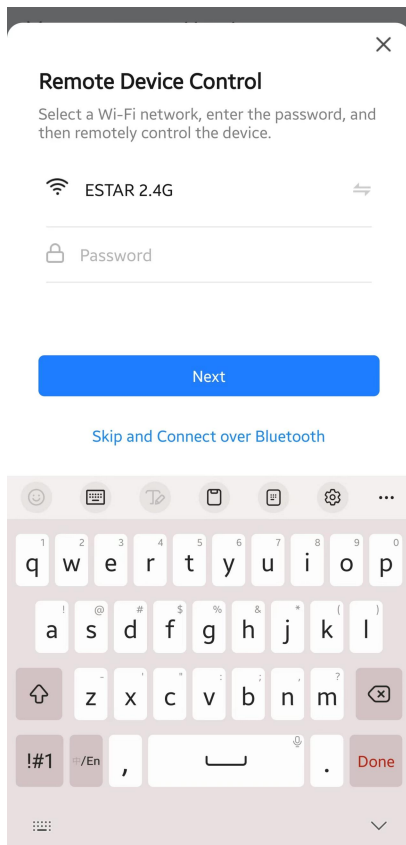 Remote Device Control
Select a Wi-Fi network, enter the password, and
then remotely control the device.
ESTAR 2.4G
Password
Next
Skip and Connect over Bluetooth
1 2 3 4 5 6 7 8 9 0
q w e r t y u i o p
! @ # $ % & * ( )
a s d f g h j k l
- ' " : ; , ?
z x c v b n m
!#1 中/En , . Done